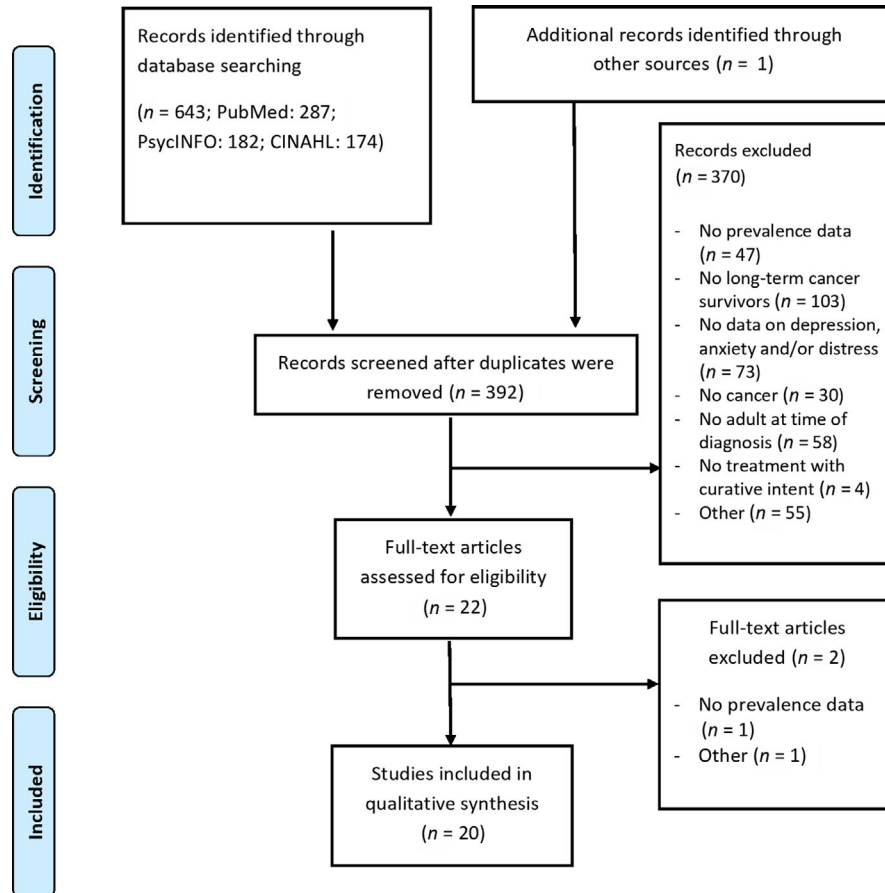 Identification
Records identified through
database searching
(n = 643; PubMed: 287;
PsycINFO: 182; CINAHL: 174)
Additional records identified through
other sources (n = 1)
Records excluded
(n = 370)
- No prevalence data
(n = 47)
- No long-term cancer
survivors (n = 103)
- No data on depression,
anxiety and/or distress
(n = 73)
- No cancer (n = 30)
- No adult at time of
diagnosis (n = 58)
- No treatment with
curative intent (n = 4)
- Other (n = 55)
Screening
Records screened after duplicates were
removed (n = 392)
Eligibility
Full-text articles
assessed for eligibility
(n = 22)
Full-text articles
excluded (n = 2)
- No prevalence data
(n = 1)
- Other (n = 1)
Included
Studies included in
qualitative synthesis
(n = 20)